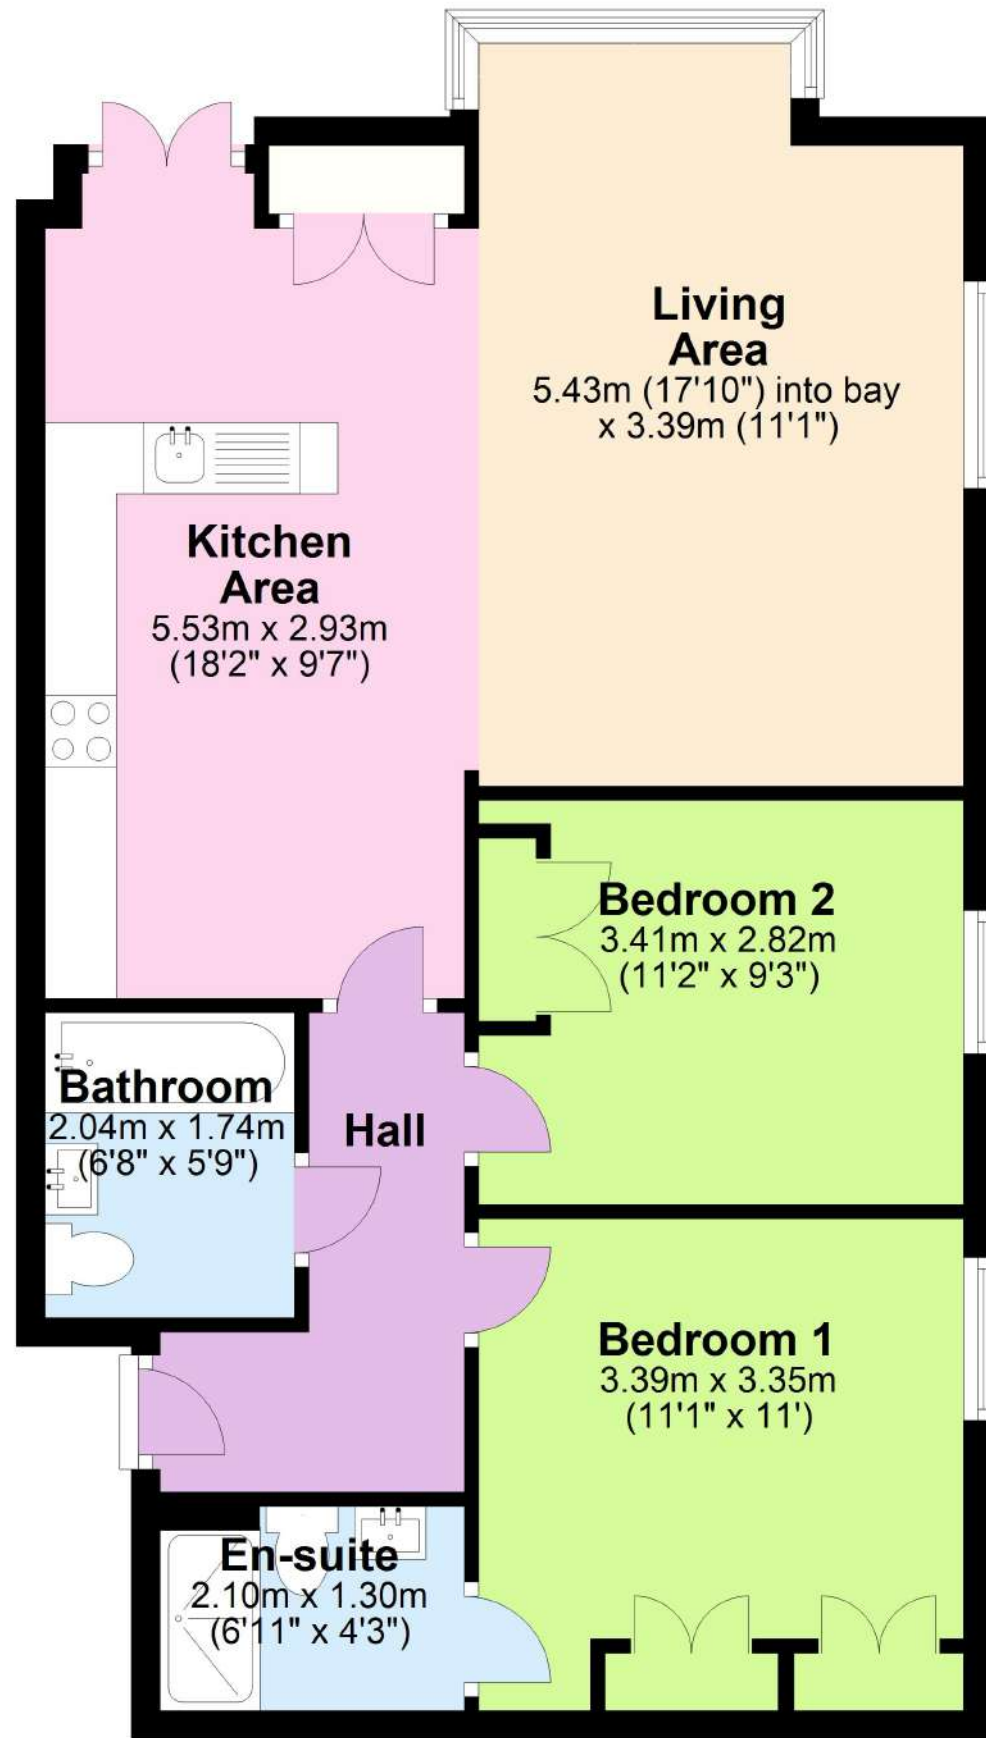 Living
Area
5.43m (17'10") into bay
x 3.39m (11'1")
Kitchen
Area
5.53m x 2.93m
(18'2" x 9'7")
Bedroom 2
3.41m x 2.82m
(11'2" x 9'3")
Bathroom
2.04m x 1.74m
(6'8" x 5'9")
Hall
Bedroom 1
3.39m x 3.35m
(11'1" x 11')
En-suite
2.10m x 1.30m
(6'11" x 4'3")